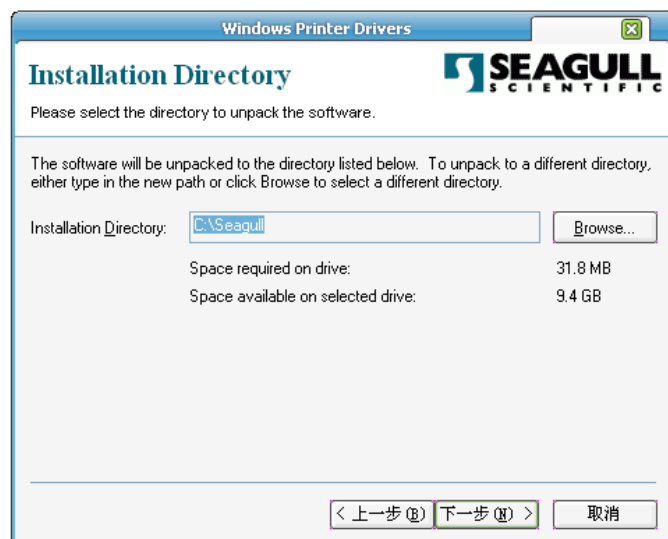 Windows Printer Drivers
Installation Directory
SEAGULL
SCIENTIFIC
Please select the directory to unpack the software.
The software will be unpacked to the directory listed below. To unpack to a different directory,
either type in the new path or click Browse to select a different directory.
Installation Directory: C:\Seagull Browse...
Space required on drive: 31.8 MB
Space available on selected drive: 9.4 GB
< 上一步(B) 下一步(N) > 取消